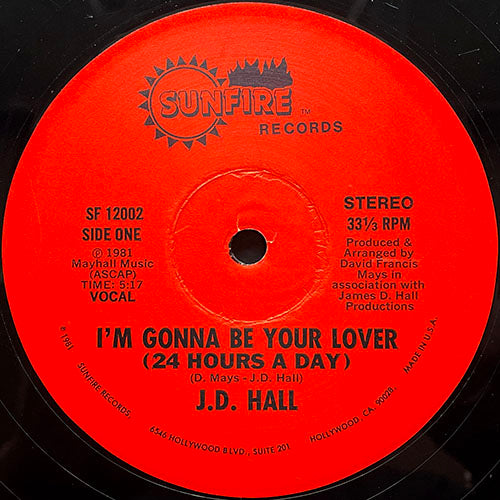 SUNFIRE TM
RECORDS
SF 12002
SIDE ONE
℗ 1981
Mayhall Music
(ASCAP)
TIME: 5:17
VOCAL
STEREO
33⅓ RPM
Produced &
Arranged by
David Francis
Mays in
association with
James D. Hall
Productions
I'M GONNA BE YOUR LOVER
(24 HOURS A DAY)
(D. Mays - J.D. Hall)
J.D. HALL
© 1981 SUNFIRE RECORDS, 6546 HOLLYWOOD BLVD., SUITE 201 HOLLYWOOD, CA. 90028. MADE IN U.S.A.